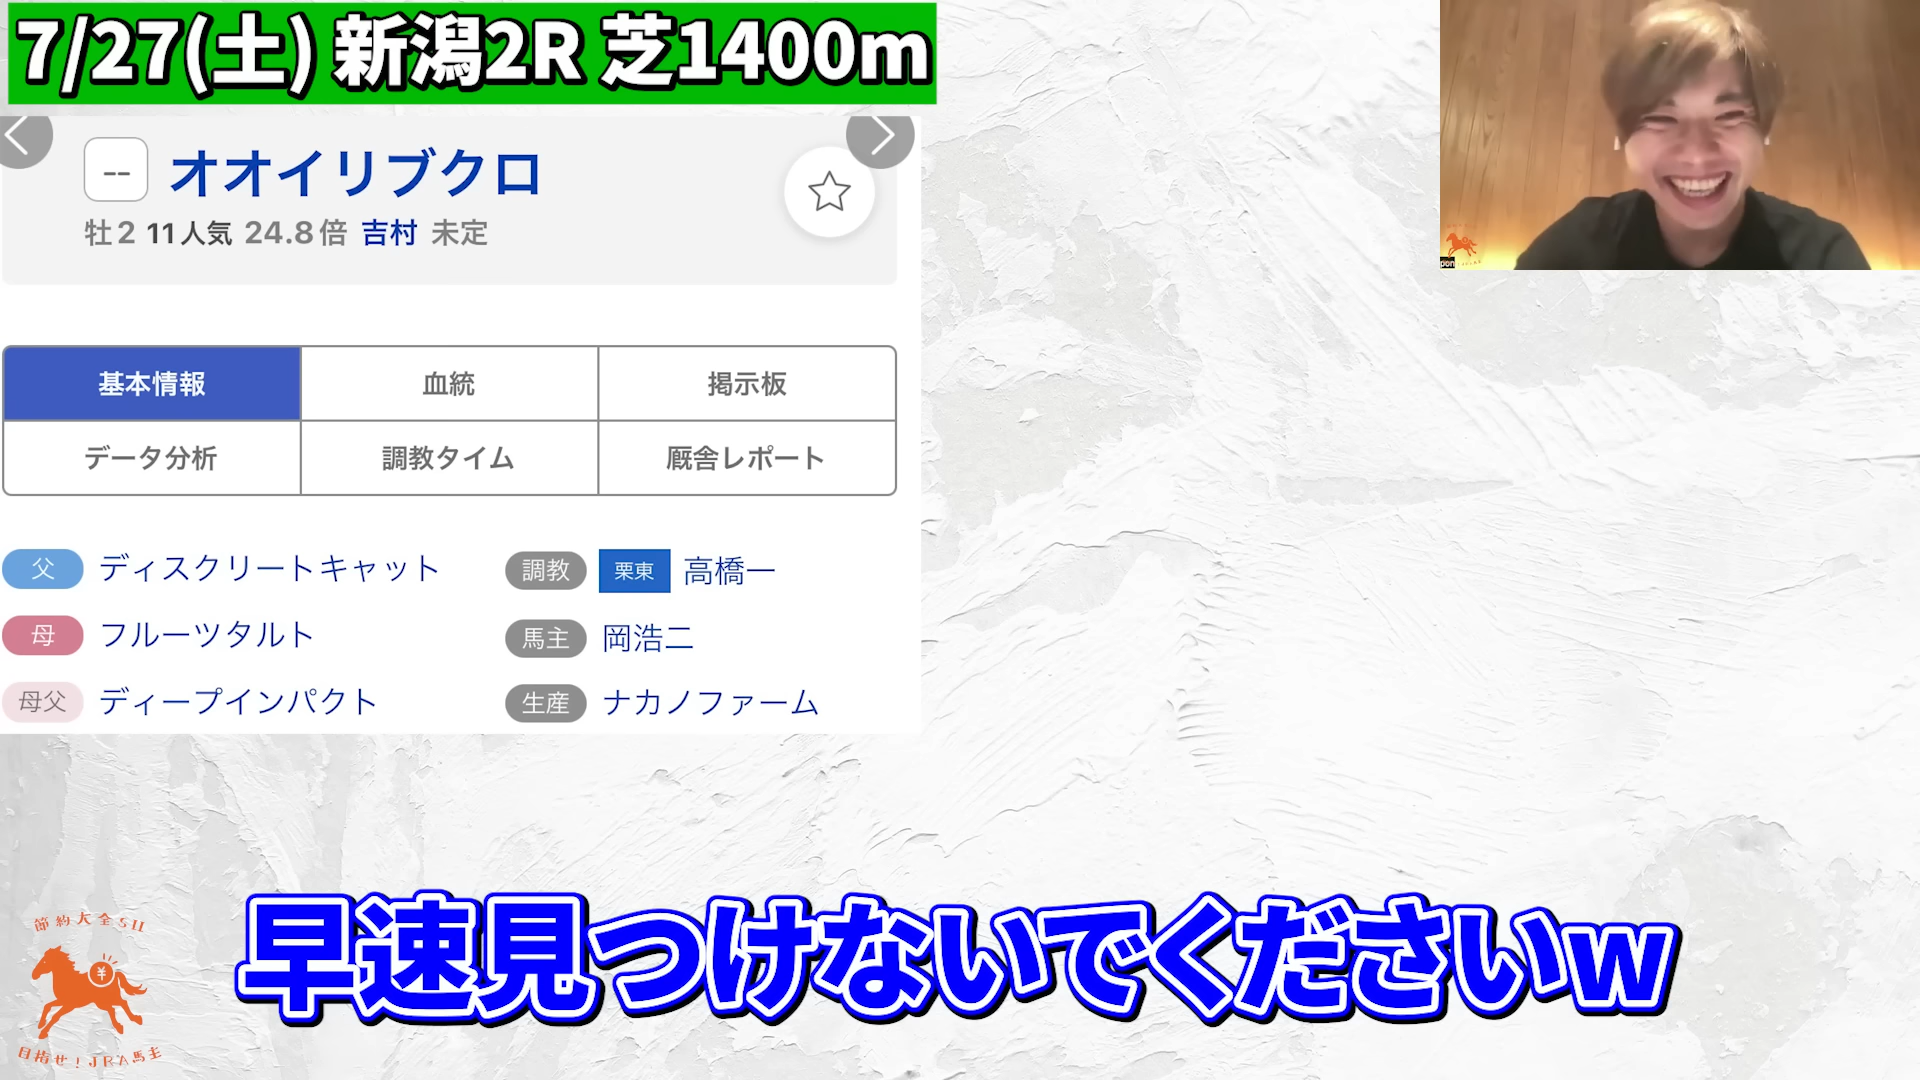 7/27(土) 新潟2R 芝1400m
-- オオイリブクロ
牡2 11人気 24.8倍 吉村 未定
基本情報 血統 掲示板
データ分析 調教タイム 厩舎レポート
父 ディスクリートキャット 調教 栗東 高橋一
母 フルーツタルト 馬主 岡浩二
母父 ディープインパクト 生産 ナカノファーム
早速見つけないでくださいw
節約大全SII
¥
目指せ!JRA馬主
pon